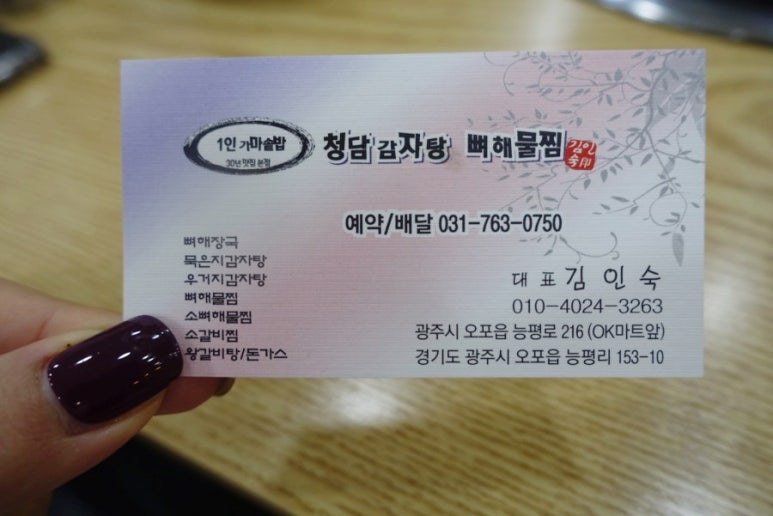 1인 가마솥밥
30년 맛집 본점
청담 감자탕 뼈해물찜
김인숙印
예약/배달 031-763-0750
뼈해장국
묵은지감자탕
우거지감자탕
뼈해물찜
소뼈해물찜
소갈비찜
왕갈비탕/돈가스
대표 김인숙
010-4024-3263
광주시 오포읍 능평로 216 (OK마트앞)
경기도 광주시 오포읍 능평리 153-10